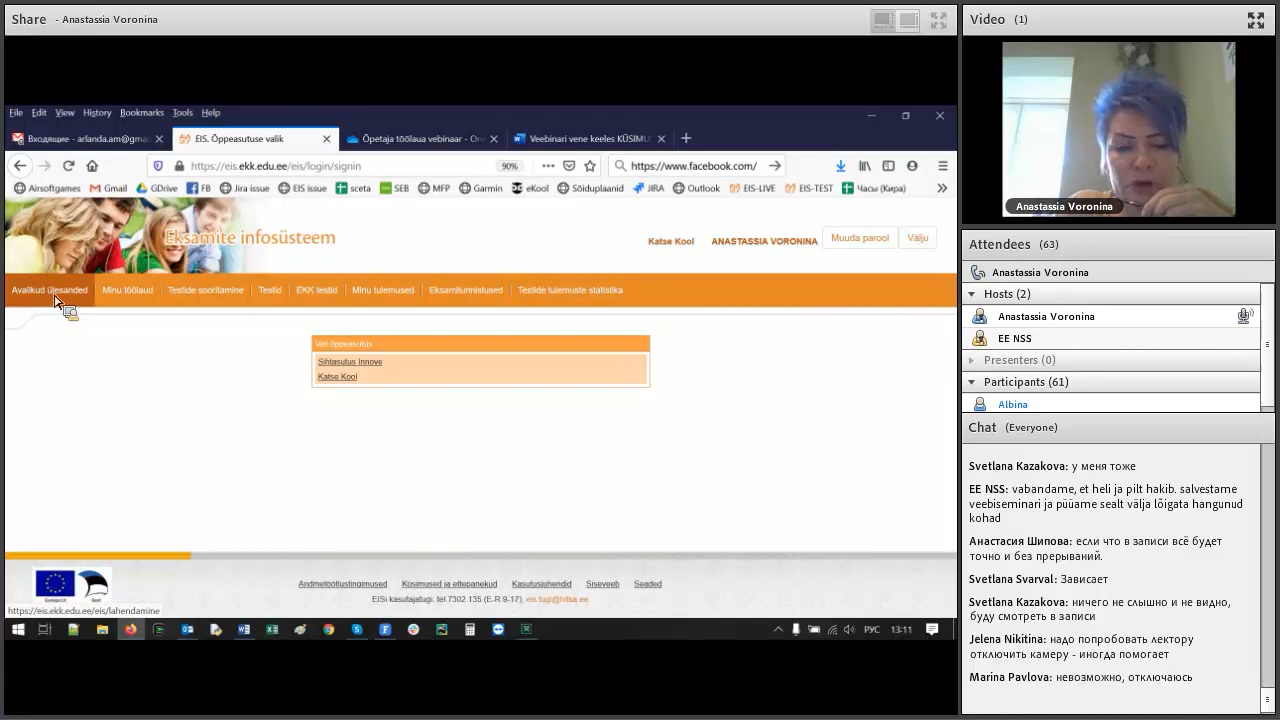 Share - Anastassia Voronina
File Edit View History Bookmarks Tools Help
Входящие - arlanda.am@gma
EIS. Õppeasutuse valik
Õpetaja töölaua vebinaar - On
Veebinari vene keeles KÜSIMU
https://eis.ekk.edu.ee/eis/login/signin
90%
https://www.facebook.com/
Airsoftgames Gmail GDrive FB Jira issue EIS issue sceta SEB MFP Garmin eKool Sõiduplaanid JIRA Outlook EIS-LIVE EIS-TEST Часы (Кира)
Eksamite infosüsteem
Katse Kool ANASTASSIA VORONINA Muuda parool Välju
Avalikud ülesanded Minu töölaud Testide sooritamine Testid EKK testid Minu tulemused Eksamitunnistused Testide tulemuste statistika
Vali õppeasutus
Sihtasutus Innove
Katse Kool
Andmetöötlustingimused Küsimused ja ettepanekud Kasutusjuhendid Siseveeb Seaded
EISi kasutajatugi: tel 7302 135 (E-R 9-17), eis.tugi@hitsa.ee
https://eis.ekk.edu.ee/eis/lahendamine
РУС 13:11
Video (1)
Anastassia Voronina
Attendees (63)
Anastassia Voronina
Hosts (2)
Anastassia Voronina
EE NSS
Presenters (0)
Participants (61)
Albina
Chat (Everyone)
Svetlana Kazakova: у меня тоже
EE NSS: vabandame, et heli ja pilt hakib. salvestame
veebiseminari ja püüame sealt välja lõigata hangunud
kohad
Анастасия Шипова: если что в записи всё будет
точно и без прерываний.
Svetlana Svarval: Зависает
Svetlana Kazakova: ничего не слышно и не видно,
буду смотреть в записи
Jelena Nikitina: надо попробовать лектору
отключить камеру - иногда помогает
Marina Pavlova: невозможно, отключаюсь